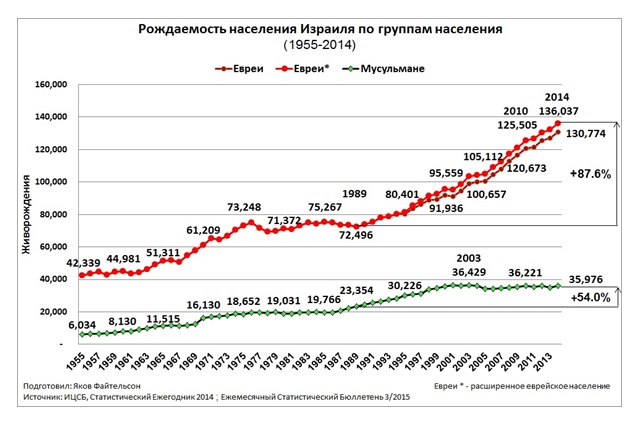 Рождаемость населения Израиля по группам населения
(1955-2014)
Евреи Евреи* Мусульмане
160,000
140,000
120,000
100,000
80,000
60,000
40,000
20,000
-
Живорождения
42,339 44,981 51,311 61,209 73,248 71,372 75,267 1989 72,496 80,401 95,559 91,936 105,112 100,657 2010 125,505 120,673 2014 136,037 130,774
+87.6%
6,034 8,130 11,515 16,130 18,652 19,031 19,766 23,354 30,226 2003 36,429 36,221 35,976
+54.0%
1955 1957 1959 1961 1963 1965 1967 1969 1971 1973 1975 1977 1979 1981 1983 1985 1987 1989 1991 1993 1995 1997 1999 2001 2003 2005 2007 2009 2011 2013
Подготовил: Яков Файтельсон
Евреи * - расширенное еврейское население
Источник: ИЦСБ, Статистический Ежегодник 2014 ; Ежемесячный Статистический Бюллетень 3/2015